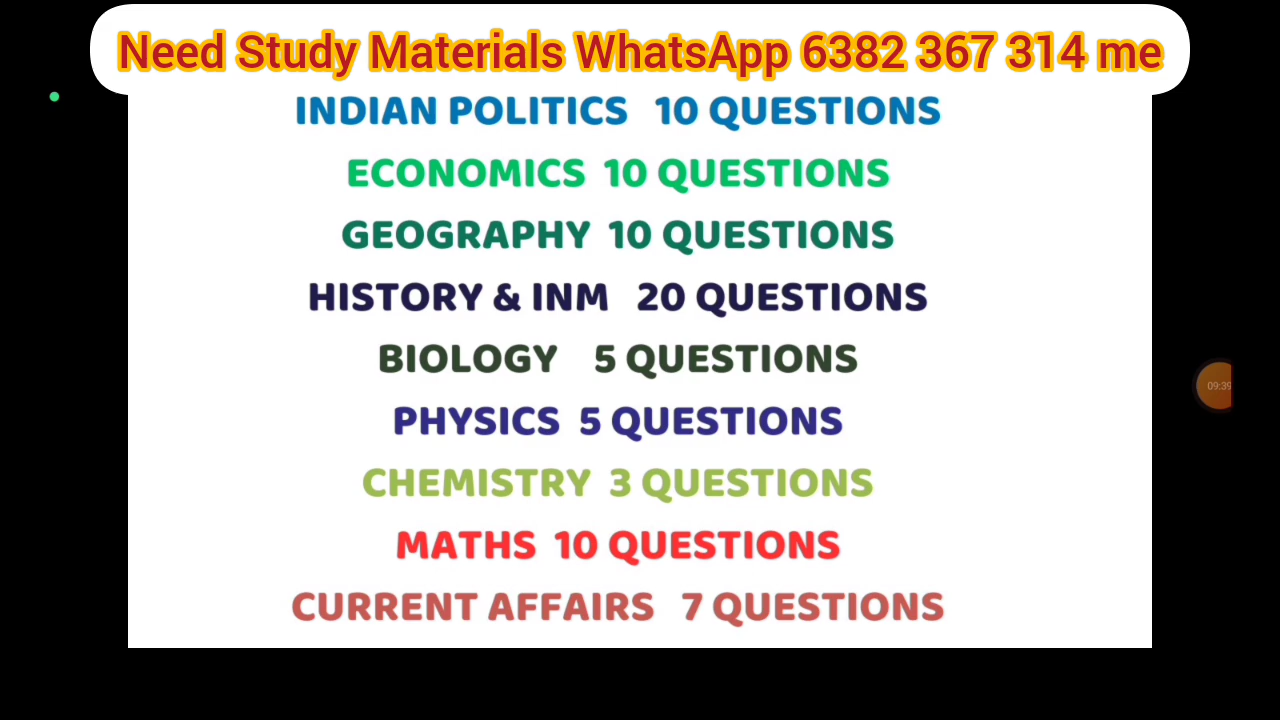 Need Study Materials WhatsApp 6382 367 314 me
INDIAN POLITICS 10 QUESTIONS
ECONOMICS 10 QUESTIONS
GEOGRAPHY 10 QUESTIONS
HISTORY & INM 20 QUESTIONS
BIOLOGY 5 QUESTIONS
09:39
PHYSICS 5 QUESTIONS
CHEMISTRY 3 QUESTIONS
MATHS 10 QUESTIONS
CURRENT AFFAIRS 7 QUESTIONS